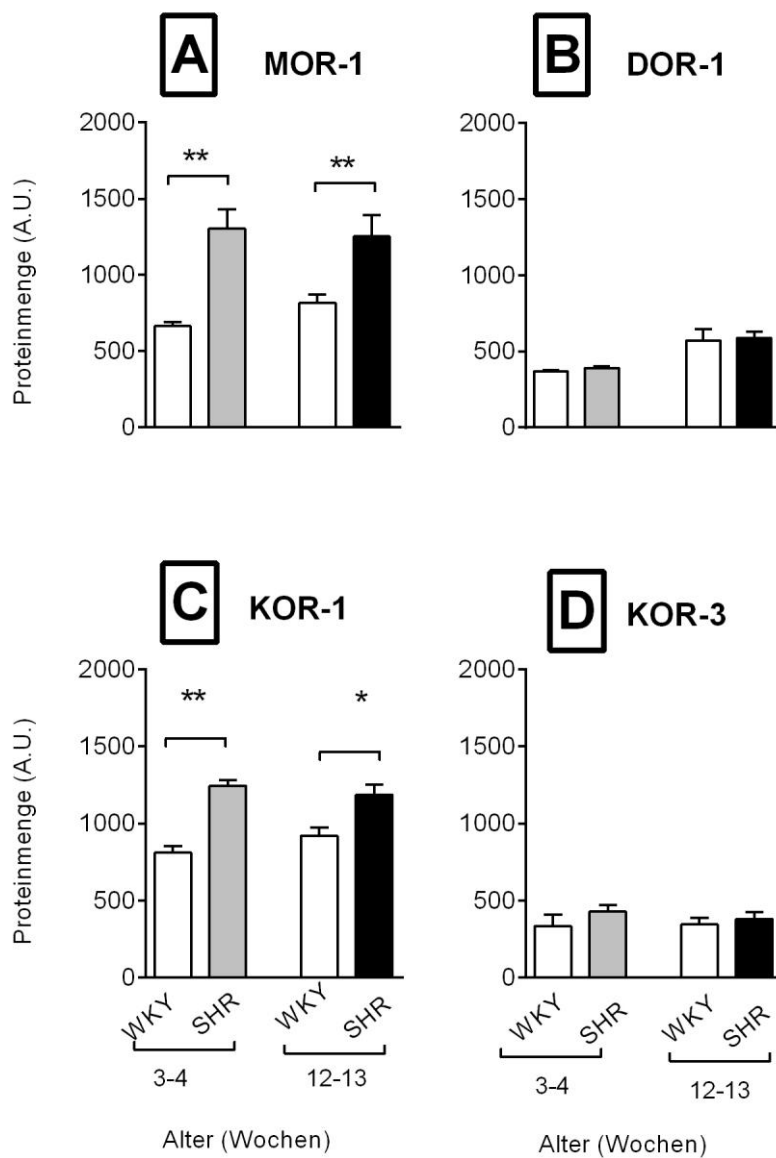 A MOR-1
B DOR-1
Proteinmenge (A.U.)
2000
1500
1000
500
0
** **
2000
1500
1000
500
0
C KOR-1
D KOR-3
Proteinmenge (A.U.)
2000
1500
1000
500
0
** *
WKY SHR WKY SHR
3-4 12-13
Alter (Wochen)
2000
1500
1000
500
0
WKY SHR WKY SHR
3-4 12-13
Alter (Wochen)